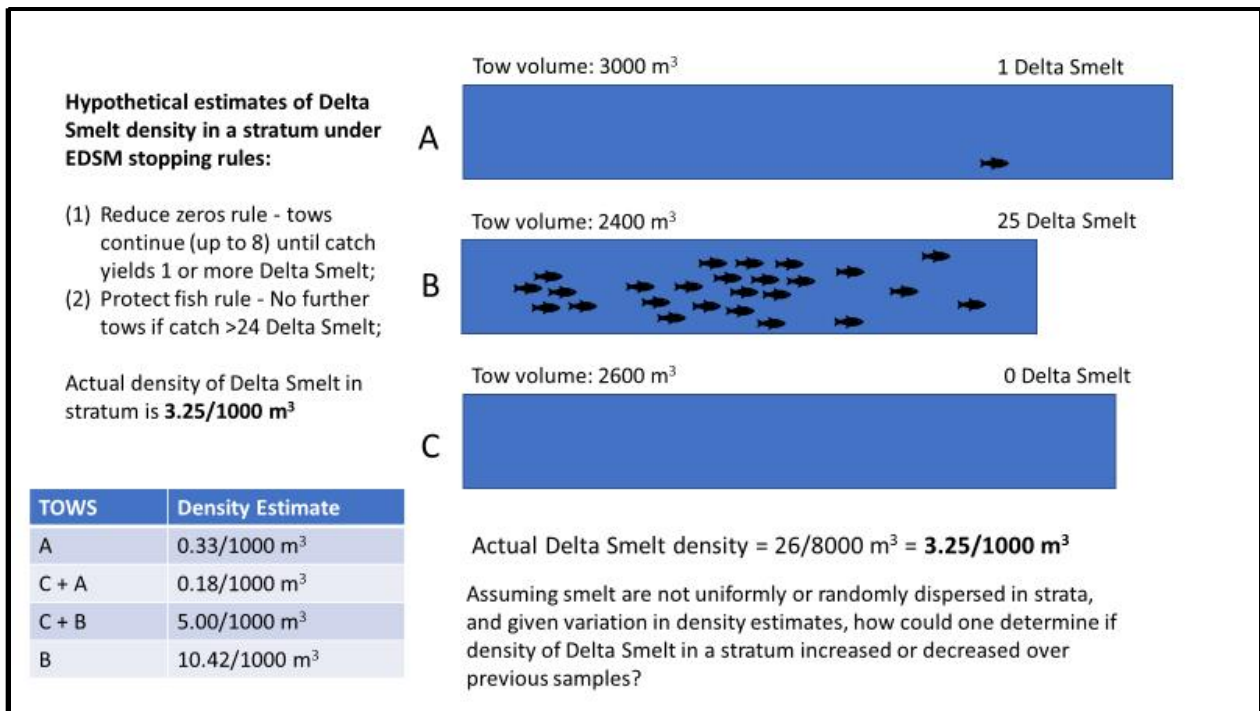 Hypothetical estimates of Delta
Smelt density in a stratum under
EDSM stopping rules:
(1) Reduce zeros rule - tows
continue (up to 8) until catch
yields 1 or more Delta Smelt;
(2) Protect fish rule - No further
tows if catch >24 Delta Smelt;
Actual density of Delta Smelt in
stratum is 3.25/1000 m³
TOWS Density Estimate
A 0.33/1000 m³
C + A 0.18/1000 m³
C + B 5.00/1000 m³
B 10.42/1000 m³
Tow volume: 3000 m³ 1 Delta Smelt
A
Tow volume: 2400 m³ 25 Delta Smelt
B
Tow volume: 2600 m³ 0 Delta Smelt
C
Actual Delta Smelt density = 26/8000 m³ = 3.25/1000 m³
Assuming smelt are not uniformly or randomly dispersed in strata,
and given variation in density estimates, how could one determine if
density of Delta Smelt in a stratum increased or decreased over
previous samples?